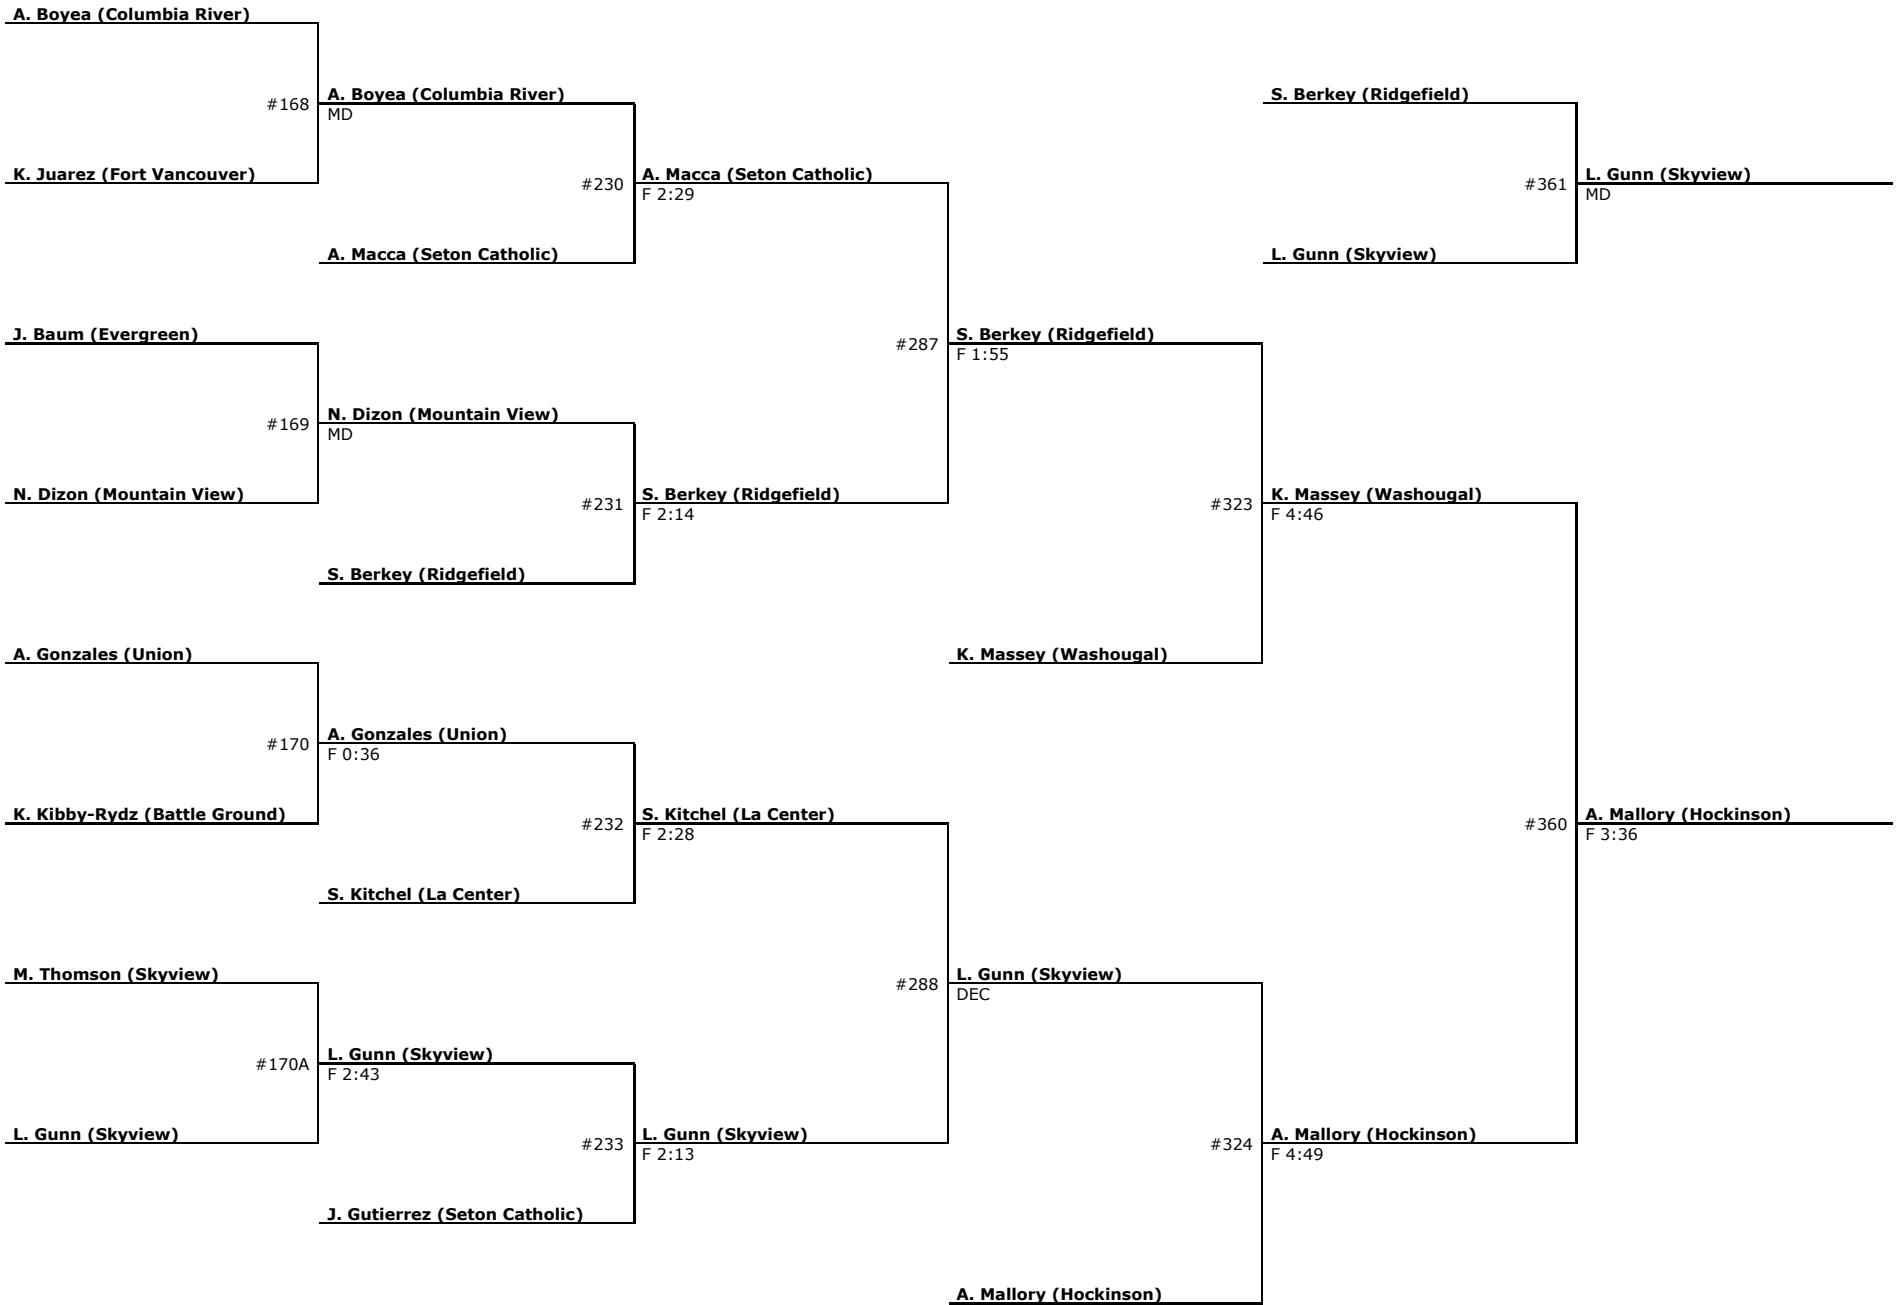 A. Boyea (Columbia River)
#168
K. Juarez (Fort Vancouver)
J. Baum (Evergreen)
#169
N. Dizon (Mountain View)
A. Gonzales (Union)
#170
K. Kibby-Rydz (Battle Ground)
M. Thomson (Skyview)
#170A
L. Gunn (Skyview)
A. Boyea (Columbia River)
MD
#230
A. Macca (Seton Catholic)
N. Dizon (Mountain View)
MD
#231
S. Berkey (Ridgefield)
A. Gonzales (Union)
F 0:36
#232
S. Kitchel (La Center)
L. Gunn (Skyview)
F 2:43
#233
J. Gutierrez (Seton Catholic)
A. Macca (Seton Catholic)
F 2:29
#287
S. Berkey (Ridgefield)
F 2:14
S. Kitchel (La Center)
F 2:28
#288
L. Gunn (Skyview)
F 2:13
S. Berkey (Ridgefield)
F 1:55
#323
K. Massey (Washougal)
L. Gunn (Skyview)
DEC
#324
A. Mallory (Hockinson)
S. Berkey (Ridgefield)
#361
L. Gunn (Skyview)
K. Massey (Washougal)
F 4:46
#360
A. Mallory (Hockinson)
F 4:49
L. Gunn (Skyview)
MD
A. Mallory (Hockinson)
F 3:36